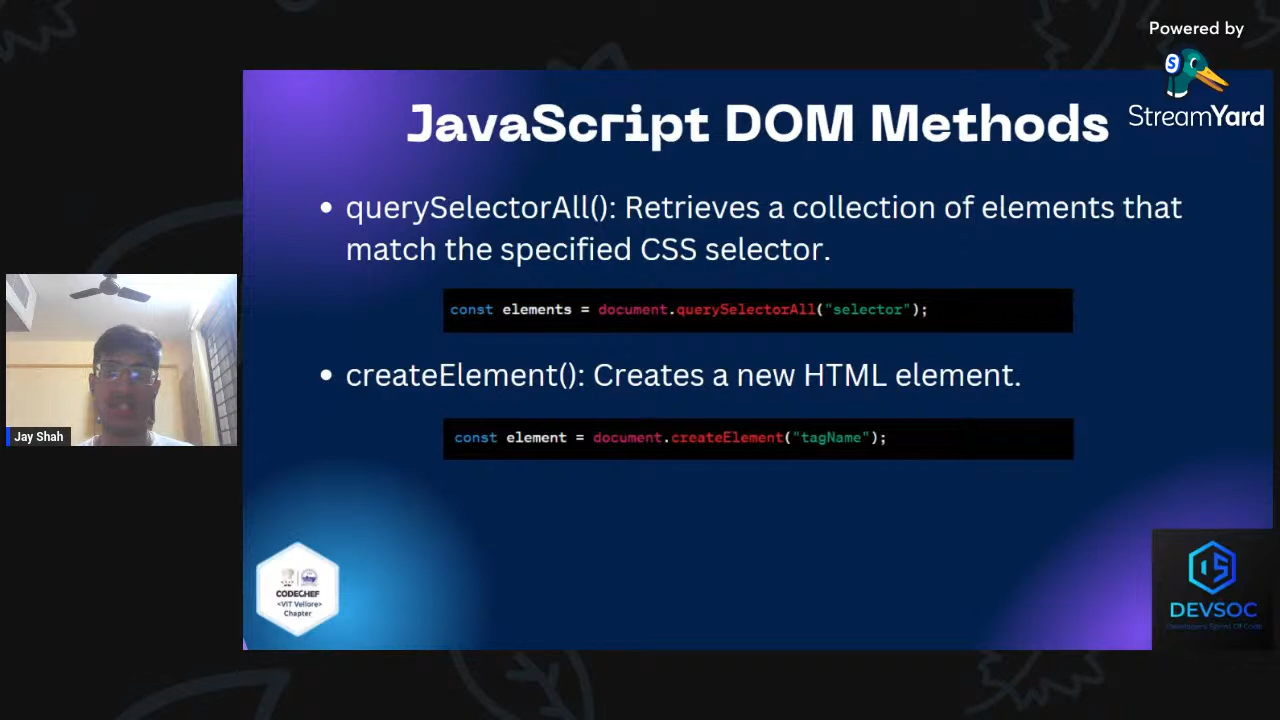 Powered by
StreamYard
JavaScript DOM Methods
• querySelectorAll(): Retrieves a collection of elements that
match the specified CSS selector.
const elements = document.querySelectorAll("selector");
• createElement(): Creates a new HTML element.
const element = document.createElement("tagName");
Jay Shah
CODECHEF
<VIT Vellore>
Chapter
DEVSOC